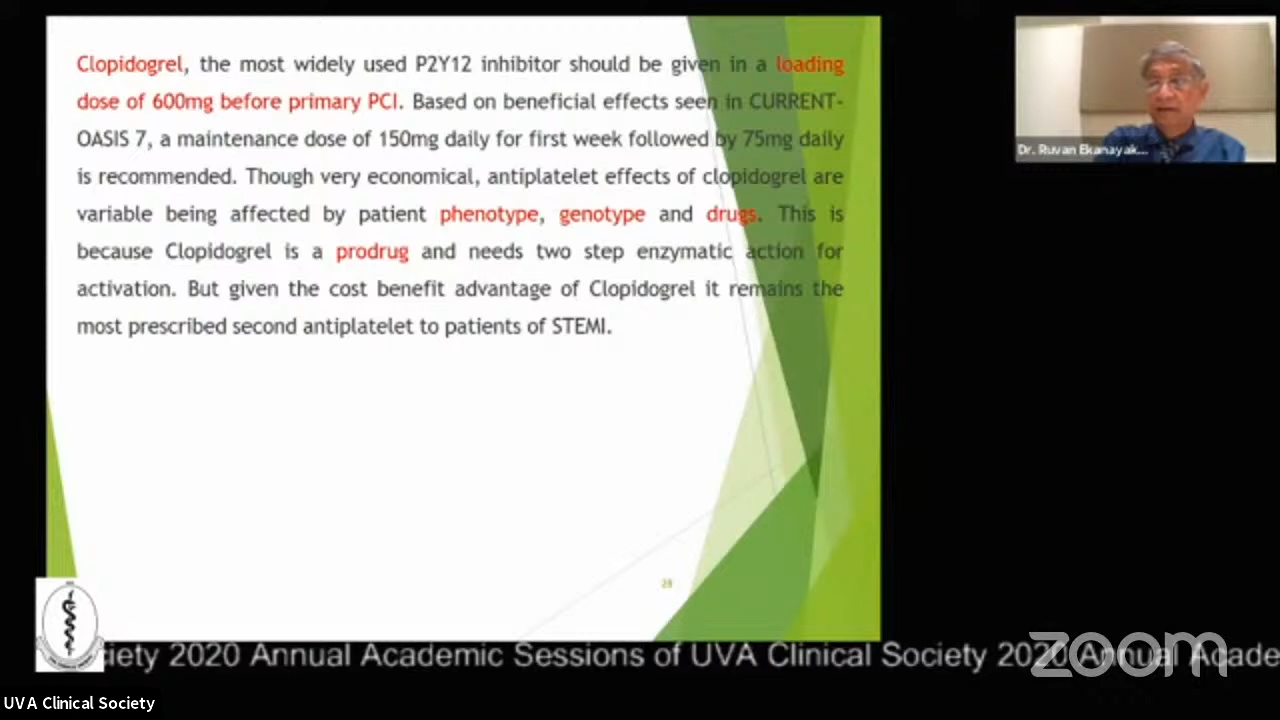 Clopidogrel, the most widely used P2Y12 inhibitor should be given in a loading
dose of 600mg before primary PCI. Based on beneficial effects seen in CURRENT-
OASIS 7, a maintenance dose of 150mg daily for first week followed by 75mg daily
is recommended. Though very economical, antiplatelet effects of clopidogrel are
variable being affected by patient phenotype, genotype and drugs. This is
because Clopidogrel is a prodrug and needs two step enzymatic action for
activation. But given the cost benefit advantage of Clopidogrel it remains the
most prescribed second antiplatelet to patients of STEMI.
Dr. Ruvan Ekanayak...
28
iety 2020 Annual Academic Sessions of UVA Clinical Society 2020 Annual Acade
zoom
UVA Clinical Society